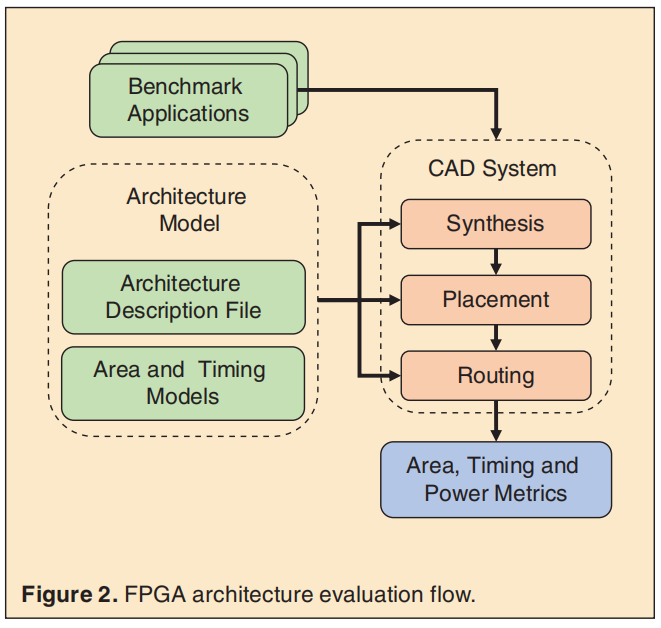 Benchmark
Applications
Architecture
Model
Architecture
Description File
Area and Timing
Models
CAD System
Synthesis
Placement
Routing
Area, Timing and
Power Metrics
Figure 2. FPGA architecture evaluation flow.